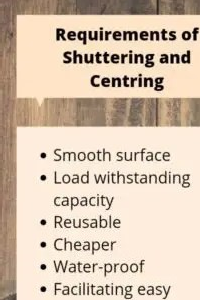 Requirements of
Shuttering and
Centring
• Smooth surface
• Load withstanding
capacity
• Reusable
• Cheaper
• Water-proof
• Facilitating easy